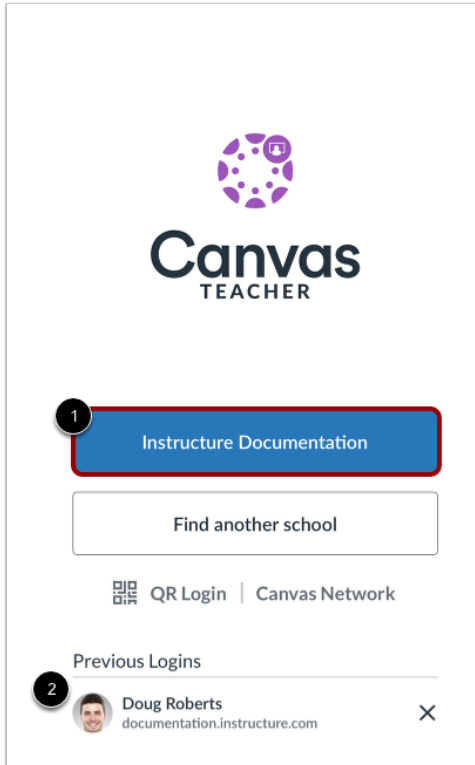 Canvas
TEACHER
1
Instructure Documentation
Find another school
QR Login | Canvas Network
Previous Logins
2
Doug Roberts
documentation.instructure.com